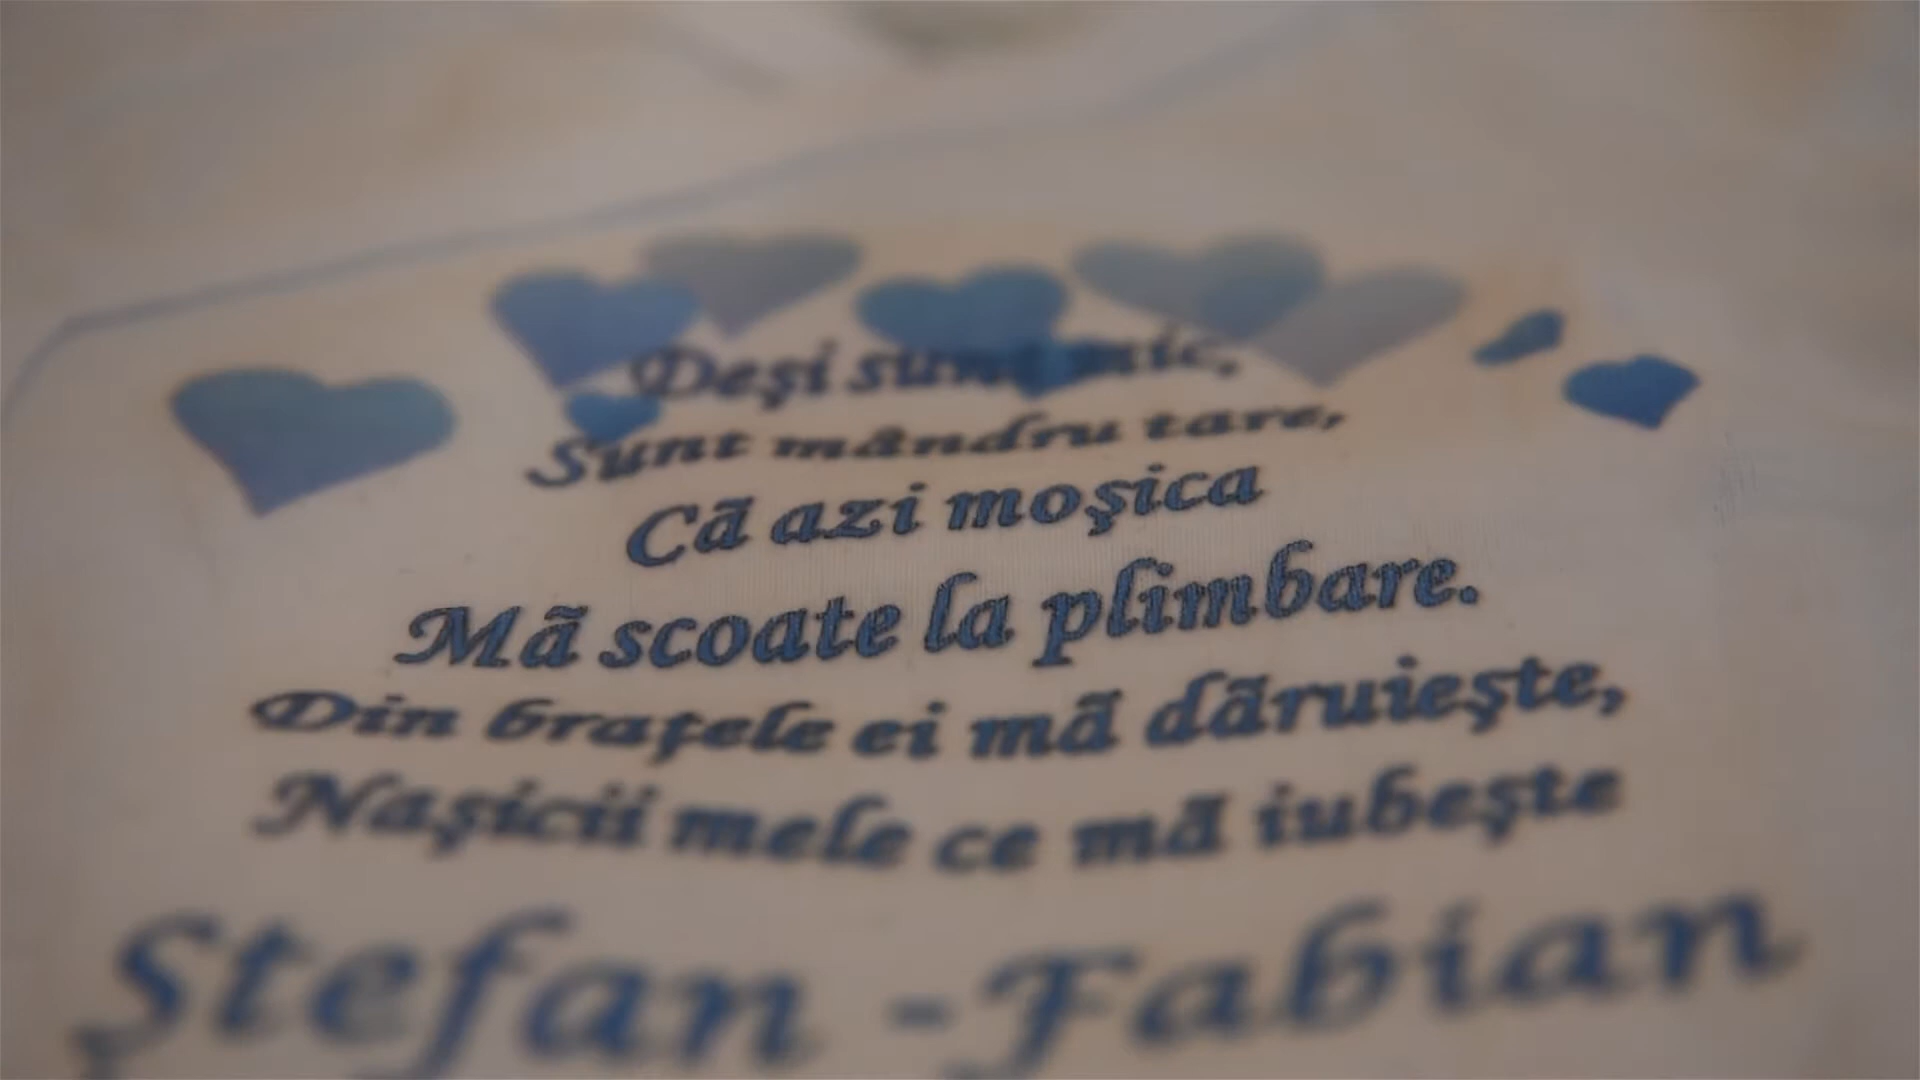 Deşi sunt mic,
Sunt mândru tare,
Cã azi moşica
Mã scoate la plimbare.
Din braţele ei mã dãruieşte,
Naşicii mele ce mã iubeşte
Ştefan - Fabian